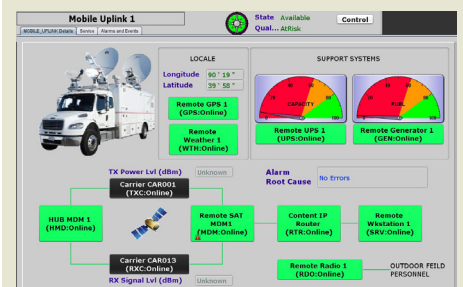 Mobile Uplink 1
State Available
Control
Qual... AtRisk
MOBILE_UPLINK Details Service Alarms and Events
LOCALE
SUPPORT SYSTEMS
Longitude 90 ' 19 "
Latitude 39 ' 58 "
CAPACITY
FUEL
Remote GPS 1
(GPS:Online)
Remote
Weather 1
(WTH:Online)
Remote UPS 1
(UPS:Online)
Remote Generator 1
(GEN:Online)
TX Power Lvl (dBm) Unknown
Alarm
Root Cause
No Errors
Carrier CAR001
(TXC:Online)
HUB MDM 1
(HMD:Online)
Remote SAT
MDM1
(MDM:Online)
Content IP
Router
(RTR:Online)
Remote
Wkstation 1
(SRV:Online)
Carrier CAR013
(RXC:Online)
RX Signal Lvl (dBm) Unknown
Remote Radio 1
(RDO:Online)
OUTDOOR FEILD
PERSONNEL